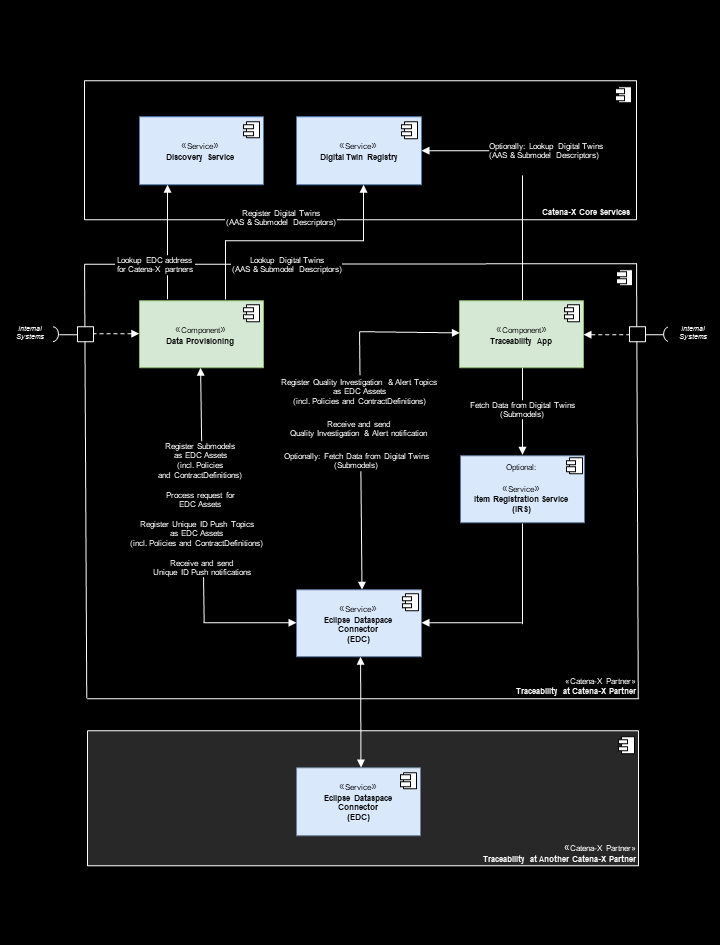 «Service»
Discovery Service
«Service»
Digital Twin Registry
Optionally: Lookup Digital Twins
(AAS & Submodel Descriptors)
Catena-X Core Services
Register Digital Twins
(AAS & Submodel Descriptors)
Lookup EDC address
for Catena-X partners
Lookup Digital Twins
(AAS & Submodel Descriptors)
Internal
Systems
«Component»
Data Provisioning
«Component»
Traceability App
Internal
Systems
Register Quality Investigation & Alert Topics
as EDC Assets
(incl. Policies and ContractDefinitions)
Receive and send
Quality Investigation & Alert notification
Optionally: Fetch Data from Digital Twins
(Submodels)
Fetch Data from Digital Twins
(Submodels)
Register Submodels
as EDC Assets
(incl. Policies
and ContractDefinitions)
Process request for
EDC Assets
Register Unique ID Push Topics
as EDC Assets
(incl. Policies and ContractDefinitions)
Receive and send
Unique ID Push notifications
Optional:
«Service»
Item Registration Service
(IRS)
«Service»
Eclipse Dataspace
Connector
(EDC)
«Catena-X Partner»
Traceability at Catena-X Partner
«Service»
Eclipse Dataspace
Connector
(EDC)
«Catena-X Partner»
Traceability at Another Catena-X Partner